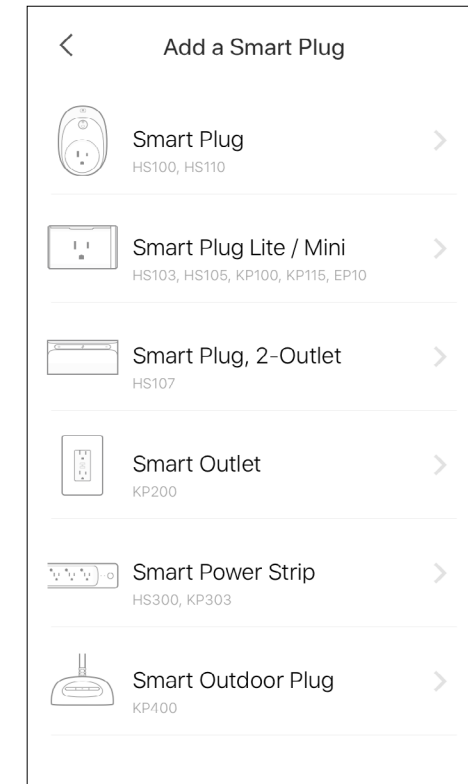 Add a Smart Plug
Smart Plug
HS100, HS110
Smart Plug Lite / Mini
HS103, HS105, KP100, KP115, EP10
Smart Plug, 2-Outlet
HS107
Smart Outlet
KP200
Smart Power Strip
HS300, KP303
Smart Outdoor Plug
KP400